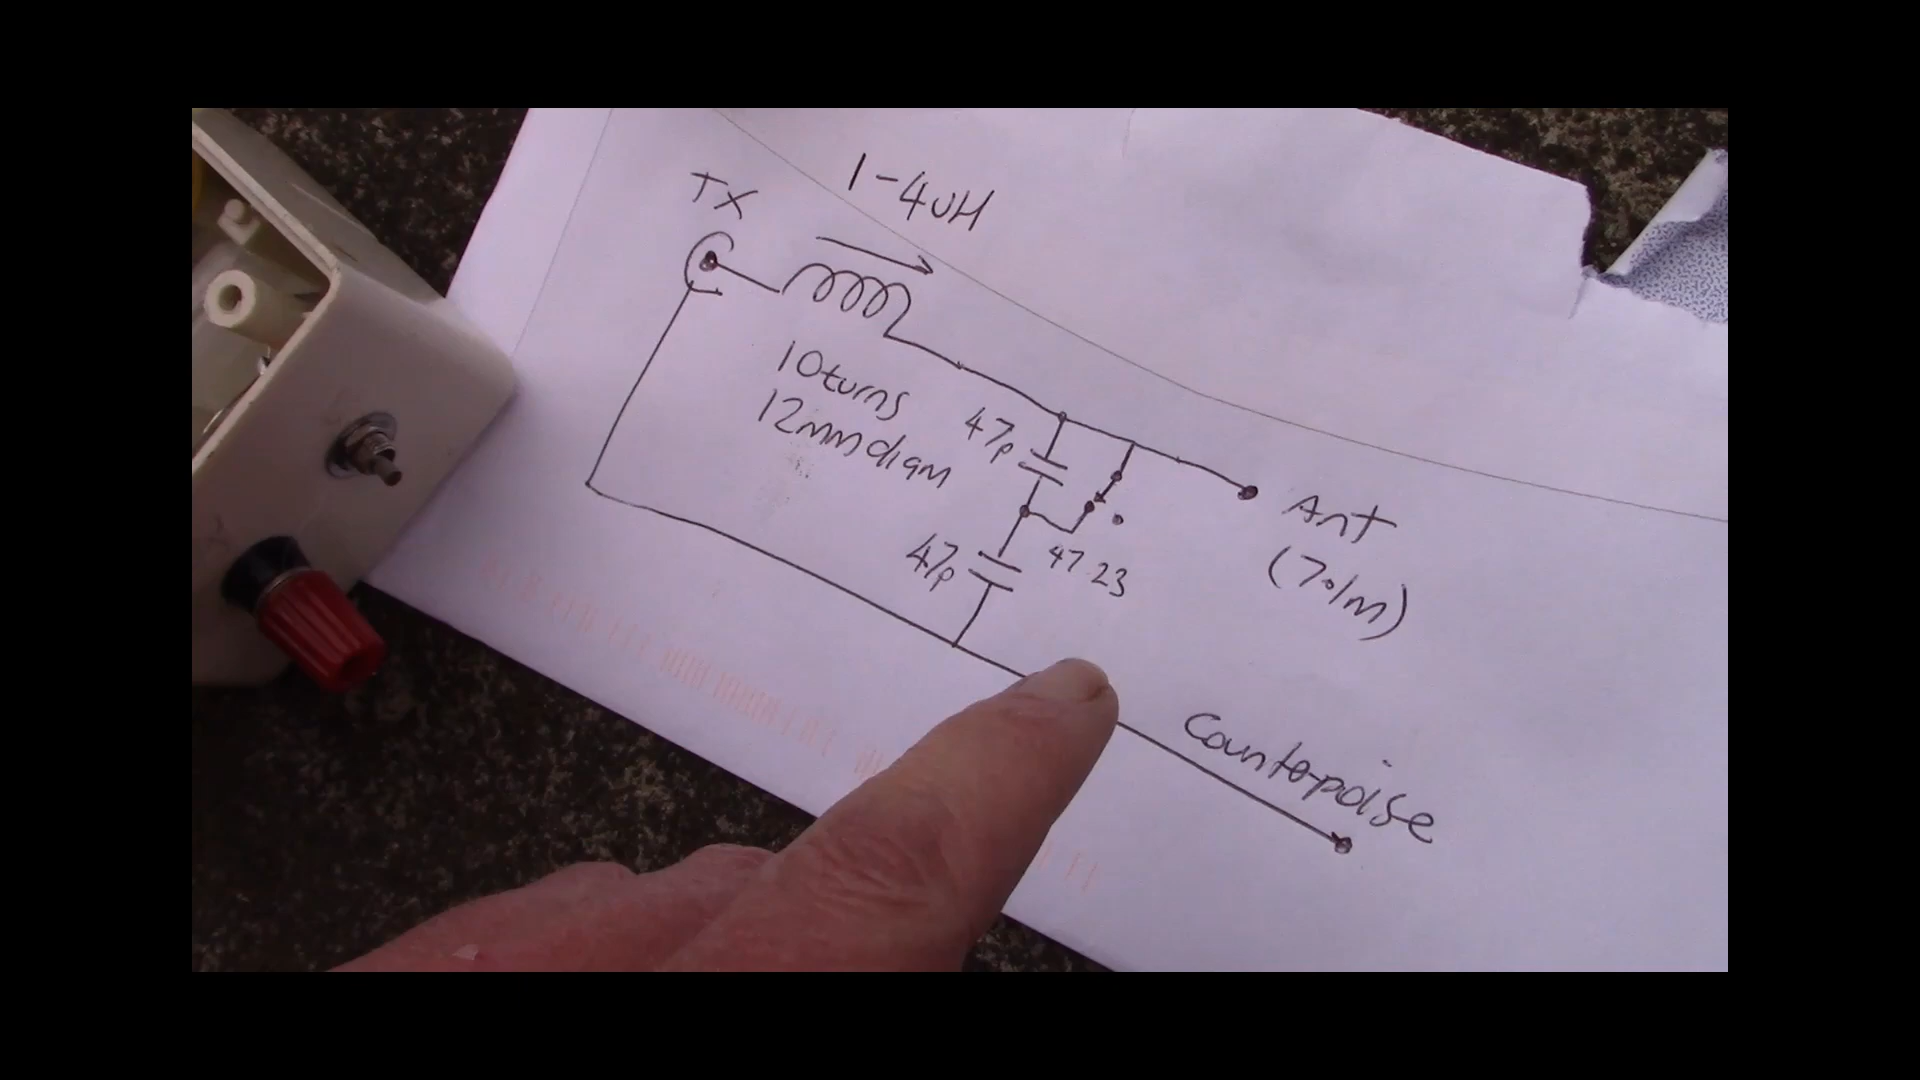 TX
1-4uH
10turns
12mm diam
47p
47p
47 23
Ant
(7.1m)
Counterpoise